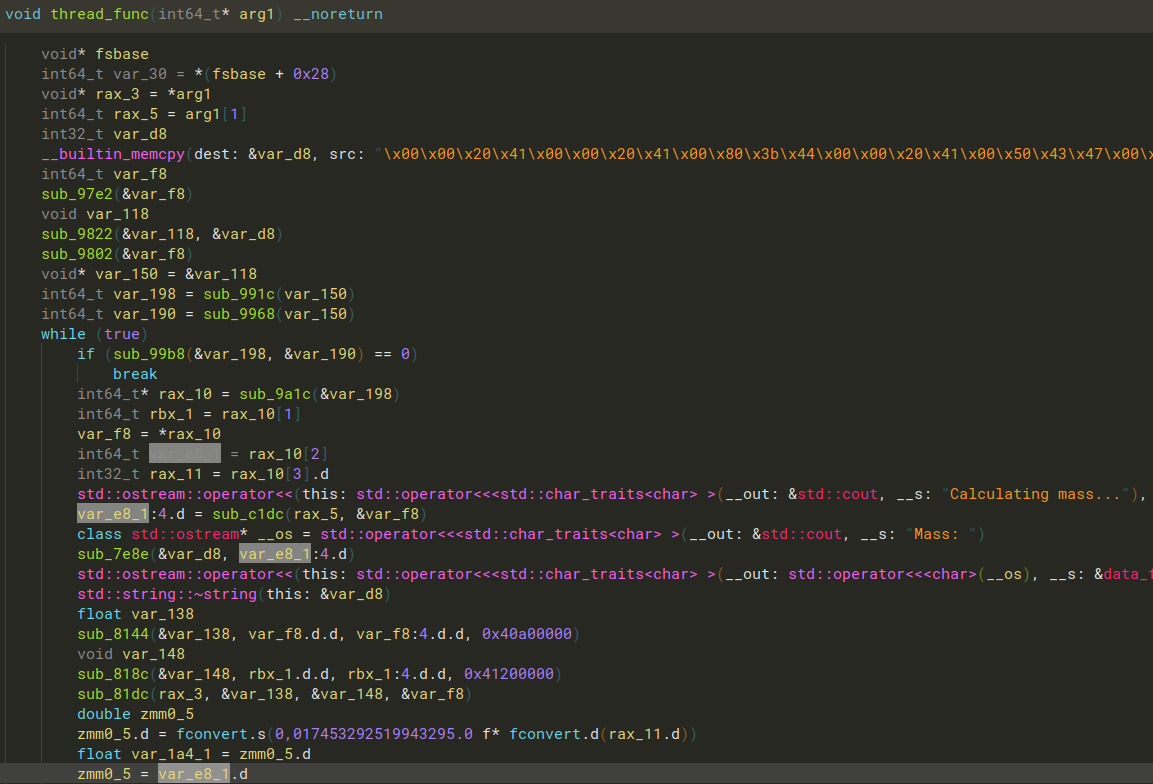 void thread_func(int64_t* arg1) __noreturn
void* fsbase
int64_t var_30 = *(fsbase + 0x28)
void* rax_3 = *arg1
int64_t rax_5 = arg1[1]
int32_t var_d8
__builtin_memcpy(dest: &var_d8, src: "\x00\x00\x20\x41\x00\x00\x20\x41\x00\x80\x3b\x44\x00\x00\x20\x41\x00\x50\x43\x47\x00\x
int64_t var_f8
sub_97e2(&var_f8)
void var_118
sub_9822(&var_118, &var_d8)
sub_9802(&var_f8)
void* var_150 = &var_118
int64_t var_198 = sub_991c(var_150)
int64_t var_190 = sub_9968(var_150)
while (true)
if (sub_99b8(&var_198, &var_190) == 0)
break
int64_t* rax_10 = sub_9a1c(&var_198)
int64_t rbx_1 = rax_10[1]
var_f8 = *rax_10
int64_t var_e8_1 = rax_10[2]
int32_t rax_11 = rax_10[3].d
std::ostream::operator<<(this: std::operator<<<std::char_traits<char> >(__out: &std::cout, __s: "Calculating mass..."),
var_e8_1:4.d = sub_c1dc(rax_5, &var_f8)
class std::ostream* __os = std::operator<<<std::char_traits<char> >(__out: &std::cout, __s: "Mass: ")
sub_7e8e(&var_d8, var_e8_1:4.d)
std::ostream::operator<<(this: std::operator<<<std::char_traits<char> >(__out: std::operator<<<char>(__os), __s: &data_
std::string::~string(this: &var_d8)
float var_138
sub_8144(&var_138, var_f8.d.d, var_f8:4.d.d, 0x40a00000)
void var_148
sub_818c(&var_148, rbx_1.d.d, rbx_1:4.d.d, 0x41200000)
sub_81dc(rax_3, &var_138, &var_148, &var_f8)
double zmm0_5
zmm0_5.d = fconvert.s(0,017453292519943295.0 f* fconvert.d(rax_11.d))
float var_1a4_1 = zmm0_5.d
zmm0_5 = var_e8_1.d